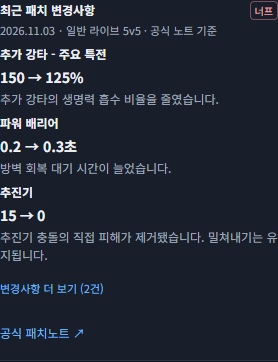 최근 패치 변경사항 너프
2026.11.03 · 일반 라이브 5v5 · 공식 노트 기준
추가 강타 - 주요 특전
150 → 125%
추가 강타의 생명력 흡수 비율을 줄였습니다.
파워 배리어
0.2 → 0.3초
방벽 회복 대기 시간이 늘었습니다.
추진기
15 → 0
추진기 충돌의 직접 피해가 제거됐습니다. 밀쳐내기는 유
지됩니다.
변경사항 더 보기 (2건)
공식 패치노트 ↗